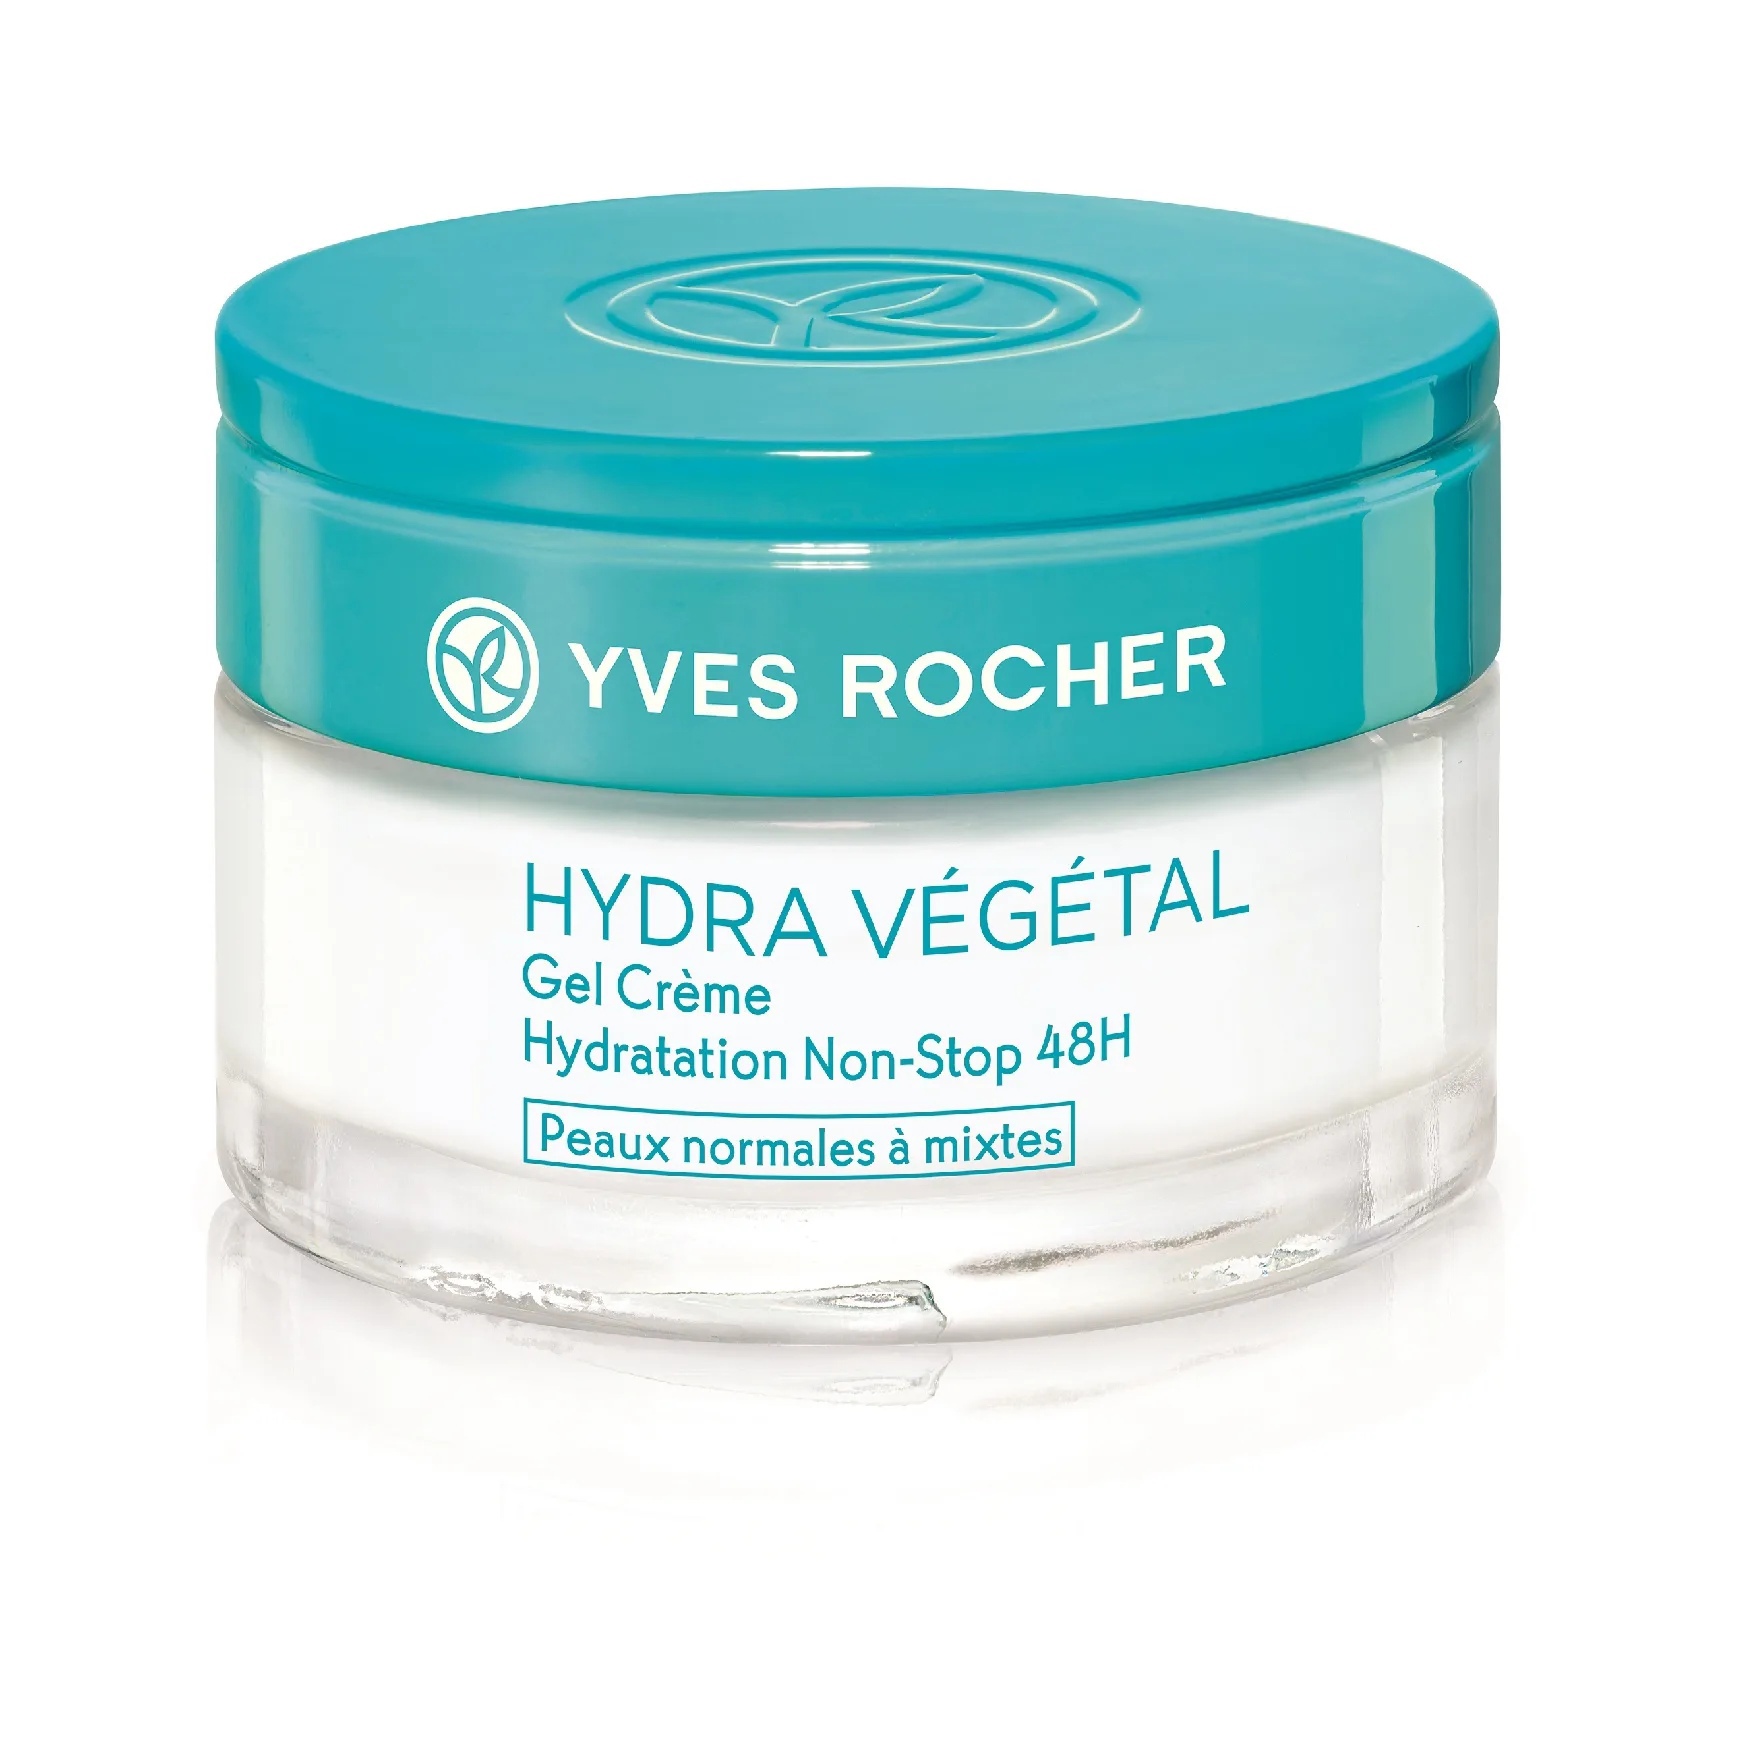 YVES ROCHER
HYDRA VÉGÉTAL
Gel Crème
Hydratation Non-Stop 48H
Peaux normales à mixtes